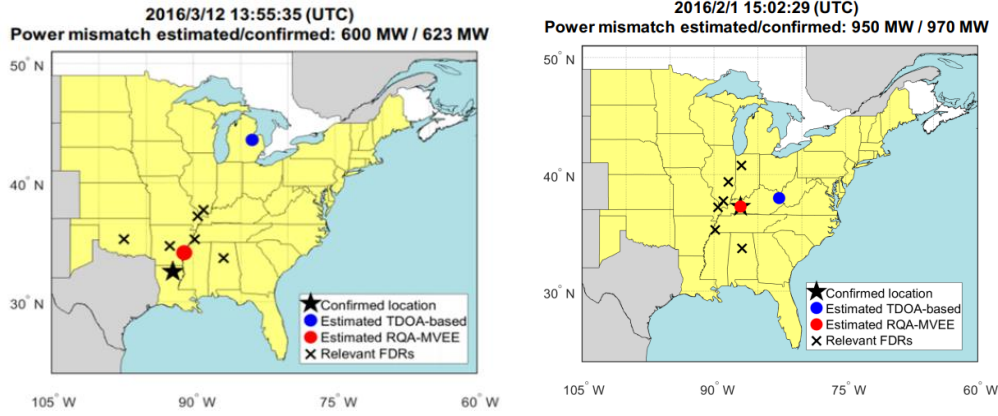 2016/3/12 13:55:35 (UTC)
Power mismatch estimated/confirmed: 600 MW / 623 MW
50° N
40° N
30° N
105° W
90° W
75° W
60° W
Confirmed location
Estimated TDOA-based
Estimated RQA-MVEE
Relevant FDRs
2016/2/1 15:02:29 (UTC)
Power mismatch estimated/confirmed: 950 MW / 970 MW
50° N
40° N
30° N
105° W
90° W
75° W
60° W
Confirmed location
Estimated TDOA-based
Estimated RQA-MVEE
Relevant FDRs